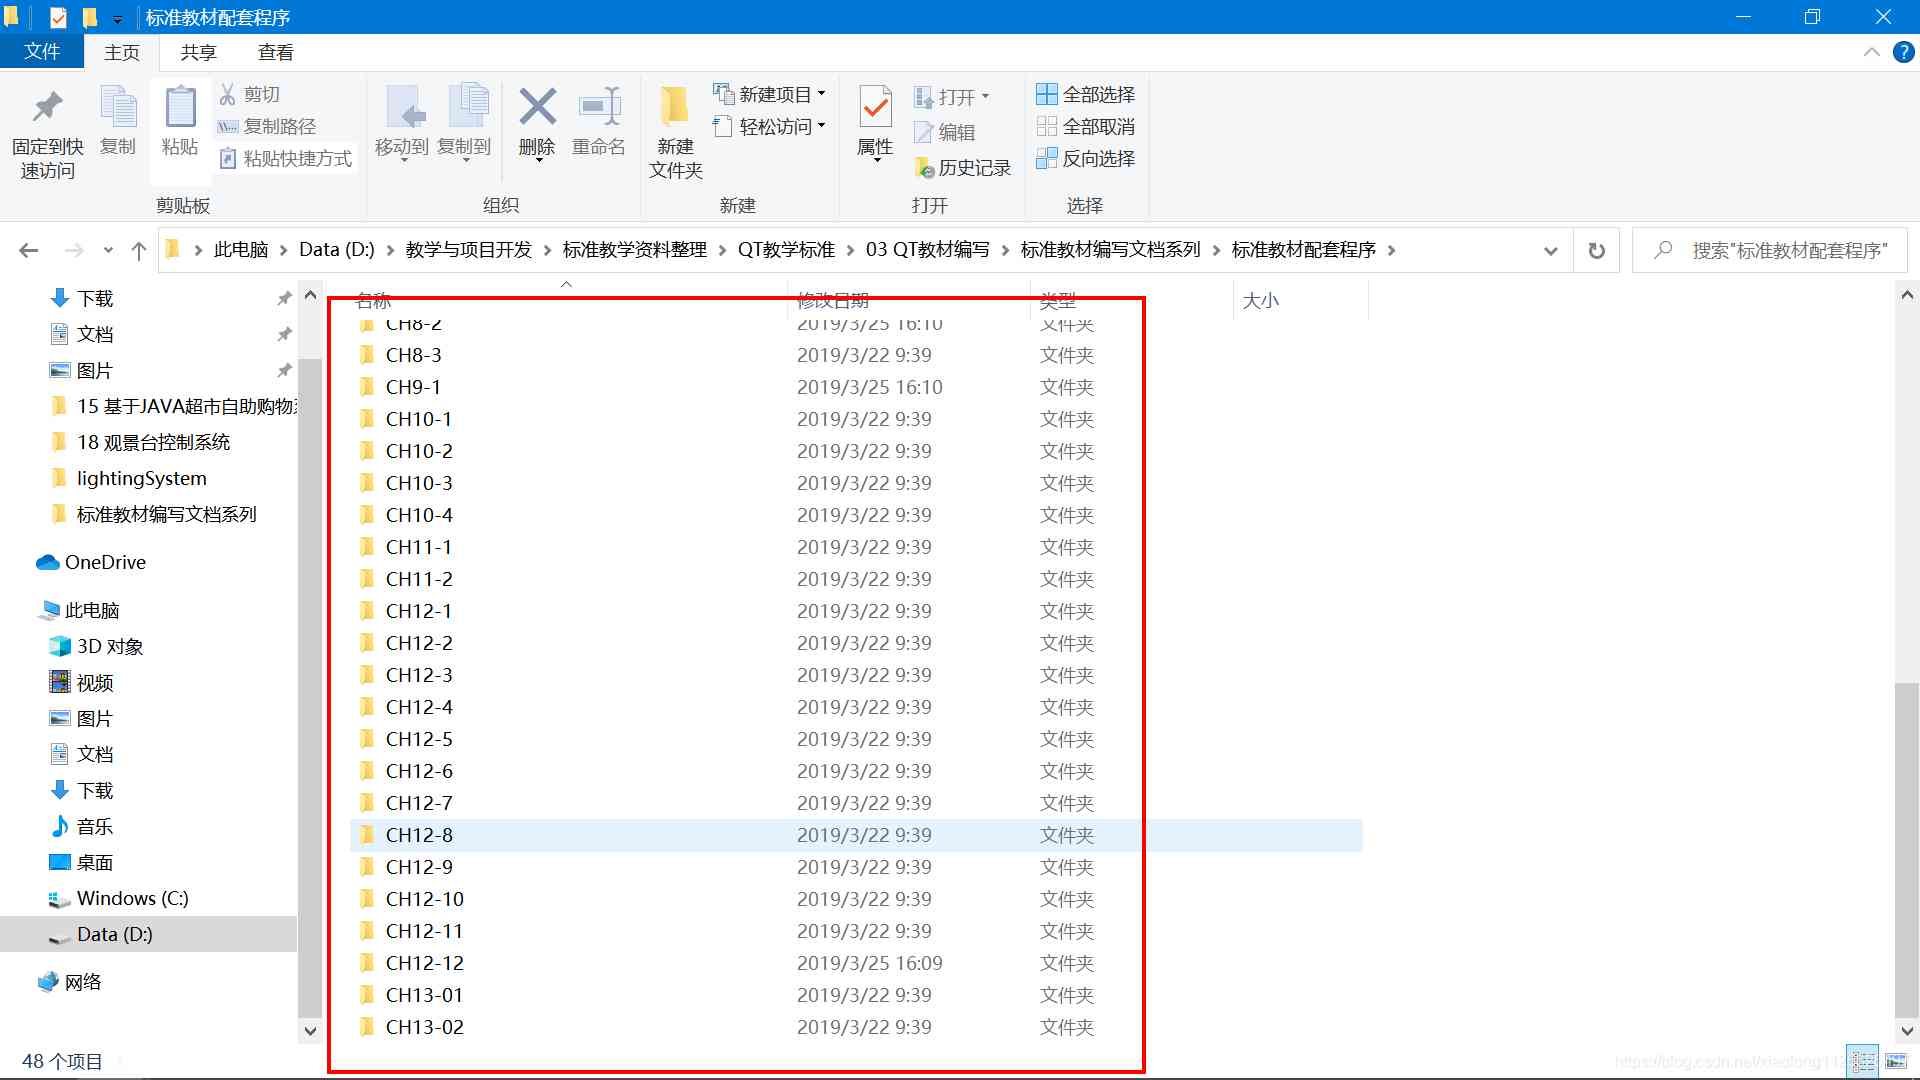 标准教材配套程序
文件 主页 共享 查看
固定到快速访问 复制 粘贴 剪切 复制路径 粘贴快捷方式 剪贴板
移动到 复制到 删除 重命名 组织
新建文件夹 新建项目 轻松访问 新建
属性 打开 编辑 历史记录 打开
全部选择 全部取消 反向选择 选择
此电脑 Data (D:) 教学与项目开发 标准教学资料整理 QT教学标准 03 QT教材编写 标准教材编写文档系列 标准教材配套程序
搜索"标准教材配套程序"
下载
文档
图片
15 基于JAVA超市自助购物
18 观景台控制系统
lightingSystem
标准教材编写文档系列
OneDrive
此电脑
3D 对象
视频
图片
文档
下载
音乐
桌面
Windows (C:)
Data (D:)
网络
名称 修改日期 类型 大小
CH8-2 2019/3/25 16:10 文件夹
CH8-3 2019/3/22 9:39 文件夹
CH9-1 2019/3/25 16:10 文件夹
CH10-1 2019/3/22 9:39 文件夹
CH10-2 2019/3/22 9:39 文件夹
CH10-3 2019/3/22 9:39 文件夹
CH10-4 2019/3/22 9:39 文件夹
CH11-1 2019/3/22 9:39 文件夹
CH11-2 2019/3/22 9:39 文件夹
CH12-1 2019/3/22 9:39 文件夹
CH12-2 2019/3/22 9:39 文件夹
CH12-3 2019/3/22 9:39 文件夹
CH12-4 2019/3/22 9:39 文件夹
CH12-5 2019/3/22 9:39 文件夹
CH12-6 2019/3/22 9:39 文件夹
CH12-7 2019/3/22 9:39 文件夹
CH12-8 2019/3/22 9:39 文件夹
CH12-9 2019/3/22 9:39 文件夹
CH12-10 2019/3/22 9:39 文件夹
CH12-11 2019/3/22 9:39 文件夹
CH12-12 2019/3/25 16:09 文件夹
CH13-01 2019/3/22 9:39 文件夹
CH13-02 2019/3/22 9:39 文件夹
48 个项目